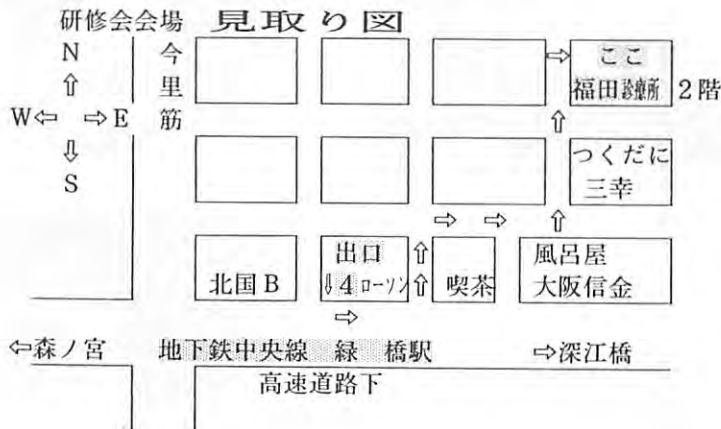 研修会会場 見取り図
N
⇧
W⇦ ⇨E
⇩
S
今里筋
⇨ ここ
福田診療所 2階
⇧
つくだに
三幸
⇨ ⇨ ⇧
北国B
出口
↓4 ローソン
⇧
⇧
喫茶
風呂屋
大阪信金
⇨
⇦森ノ宮 地下鉄中央線 緑 橋駅 ⇨深江橋
高速道路下